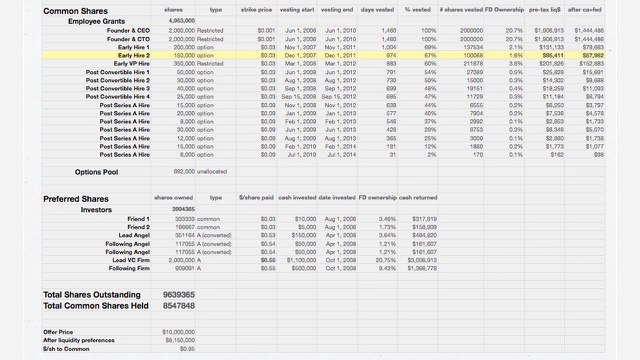 Common Shares shares type strike price vesting start vesting end days vested % vested # shares vested FD Ownership pre-tax liq$ after ca+fed
Employee Grants 4,953,000
Founder & CEO 2,000,000 Restricted $0.001 Jun 1, 2006 Jun 1, 2010 1,460 100% 2000000 20.7% $1,906,913 $1,444,486
Founder & CTO 2,000,000 Restricted $0.001 Jun 1, 2006 Jun 1, 2010 1,460 100% 2000000 20.7% $1,906,913 $1,444,486
Early Hire 1 200,000 option $0.03 Nov 1, 2007 Nov 1, 2011 1,004 69% 137534 2.1% $131,133 $79,663
Early Hire 2 150,000 option $0.03 Dec 1, 2007 Dec 1, 2011 974 67% 100068 1.6% $95,411 $57,962
Early VP Hire 350,000 Restricted $0.03 Mar 1, 2008 Mar 1, 2012 883 60% 211678 3.6% $201,828 $152,883
Post Convertible Hire 1 50,000 option $0.03 Aug 1, 2008 Aug 1, 2012 791 54% 27089 0.5% $25,828 $15,691
Post Convertible Hire 2 30,000 option $0.03 Aug 1, 2008 Aug 1, 2012 730 50% 15000 0.3% $14,302 $8,688
Post Convertible Hire 3 40,000 option $0.03 Sep 1, 2008 Sep 1, 2012 699 48% 19151 0.4% $18,259 $11,093
Post Convertible Hire 4 25,000 option $0.03 Sep 15, 2008 Sep 15, 2012 685 47% 11729 0.3% $11,184 $6,794
Post Series A Hire 15,000 option $0.09 Nov 1, 2008 Nov 1, 2012 638 44% 6555 0.2% $6,250 $3,797
Post Series A Hire 20,000 option $0.09 Jan 1, 2009 Jan 1, 2013 577 40% 7904 0.2% $7,536 $4,578
Post Series A Hire 8,000 option $0.09 Feb 1, 2009 Feb 1, 2013 546 37% 2992 0.1% $2,853 $1,733
Post Series A Hire 30,000 option $0.09 Jun 1, 2009 Jun 1, 2013 428 29% 8753 0.3% $8,346 $5,070
Post Series A Hire 12,000 option $0.09 Aug 1, 2009 Aug 1, 2013 365 25% 3000 0.1% $2,860 $1,738
Post Series A Hire 15,000 option $0.09 Feb 1, 2010 Feb 1, 2014 181 12% 1860 0.2% $1,773 $1,077
Post Series A Hire 8,000 option $0.09 Jul 1, 2010 Jul 1, 2014 31 2% 170 0.1% $162 $98
Options Pool 692,000 unallocated
Preferred Shares shares owned type $/share paid cash invested date invested FD ownership cash returned
Investors 3994365
Friend 1 333333 common $0.03 $10,000 Aug 1, 2006 3.46% $317,819
Friend 2 166667 common $0.03 $5,000 Aug 1, 2006 1.73% $158,909
Lead Angel 351164 A (converted) $0.53 $150,000 Apr 1, 2008 3.64% $484,820
Following Angel 117055 A (converted) $0.54 $50,000 Apr 1, 2008 1.21% $161,607
Following Angel 117055 A (converted) $0.54 $50,000 Apr 1, 2008 1.21% $161,607
Lead VC Firm 2,000,000 A $0.55 $1,100,000 Oct 1, 2008 20.75% $3,006,913
Following Firm 909091 A $0.55 $500,000 Oct 1, 2008 9.43% $1,366,778
Total Shares Outstanding 9639365
Total Common Shares Held 8547848
Offer Price $10,000,000
After liquidity preferences $8,150,000
$/sh to Common $0.95